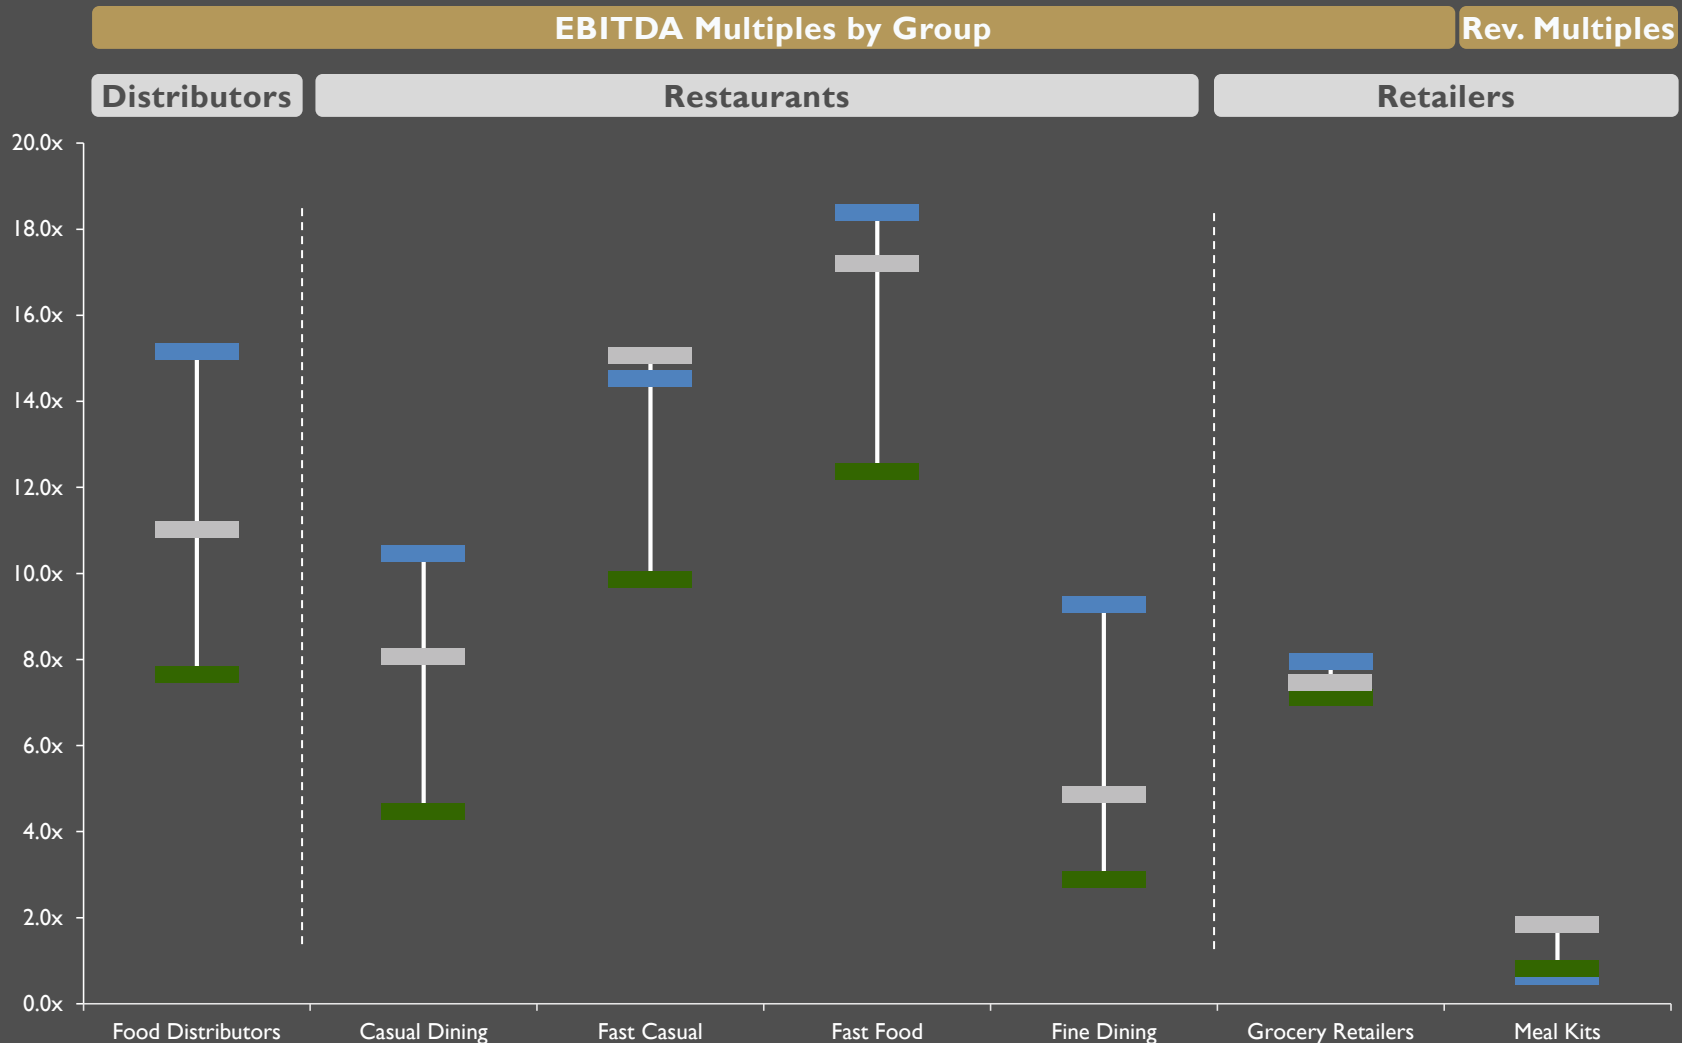 EBITDA Multiples by Group
Rev. Multiples
Distributors
Restaurants
Retailers
20.0x
18.0x
16.0x
14.0x
12.0x
10.0x
8.0x
6.0x
4.0x
2.0x
0.0x
Food Distributors
Casual Dining
Fast Casual
Fast Food
Fine Dining
Grocery Retailers
Meal Kits